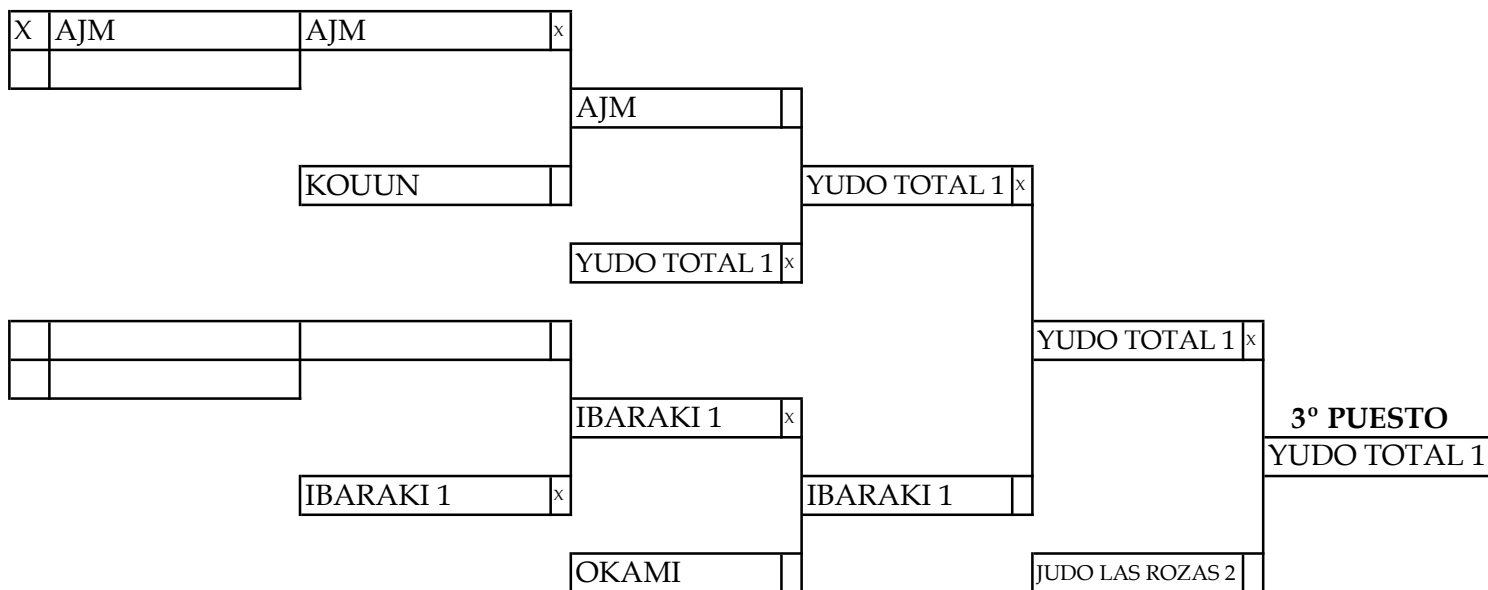 X AJM AJM x
AJM
KOUUN YUDO TOTAL 1 x
YUDO TOTAL 1 x
YUDO TOTAL 1 x
IBARAKI 1 x 3º PUESTO
YUDO TOTAL 1
IBARAKI 1 x IBARAKI 1
OKAMI JUDO LAS ROZAS 2